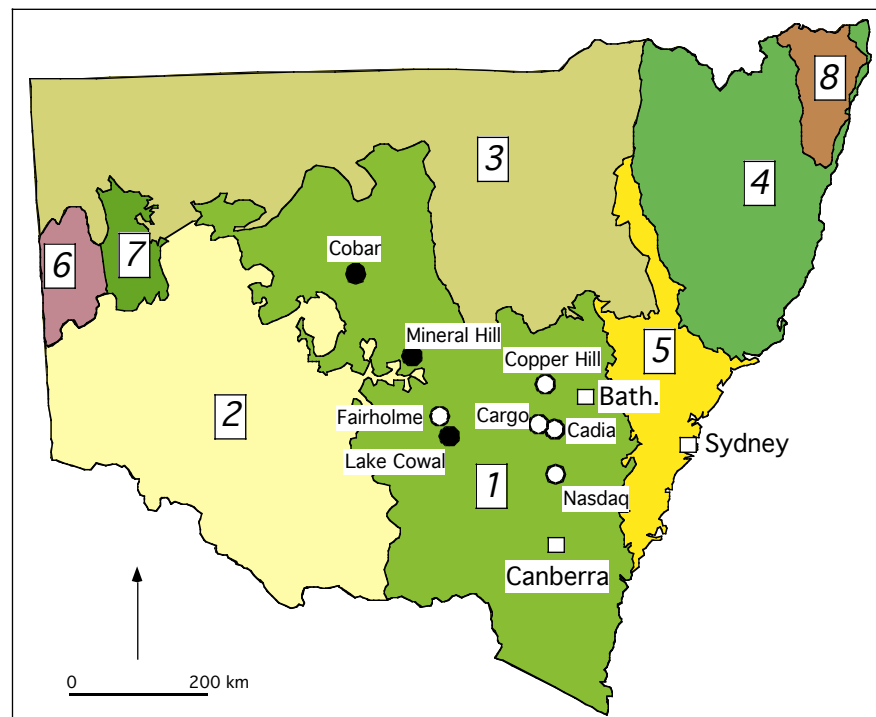 8
3
4
Cobar
6
7
Mineral Hill
Copper Hill
5
Bath.
2
Fairholme
Cargo
Cadia
Sydney
Lake Cowal
1
Nasdaq
Canberra
0 200 km